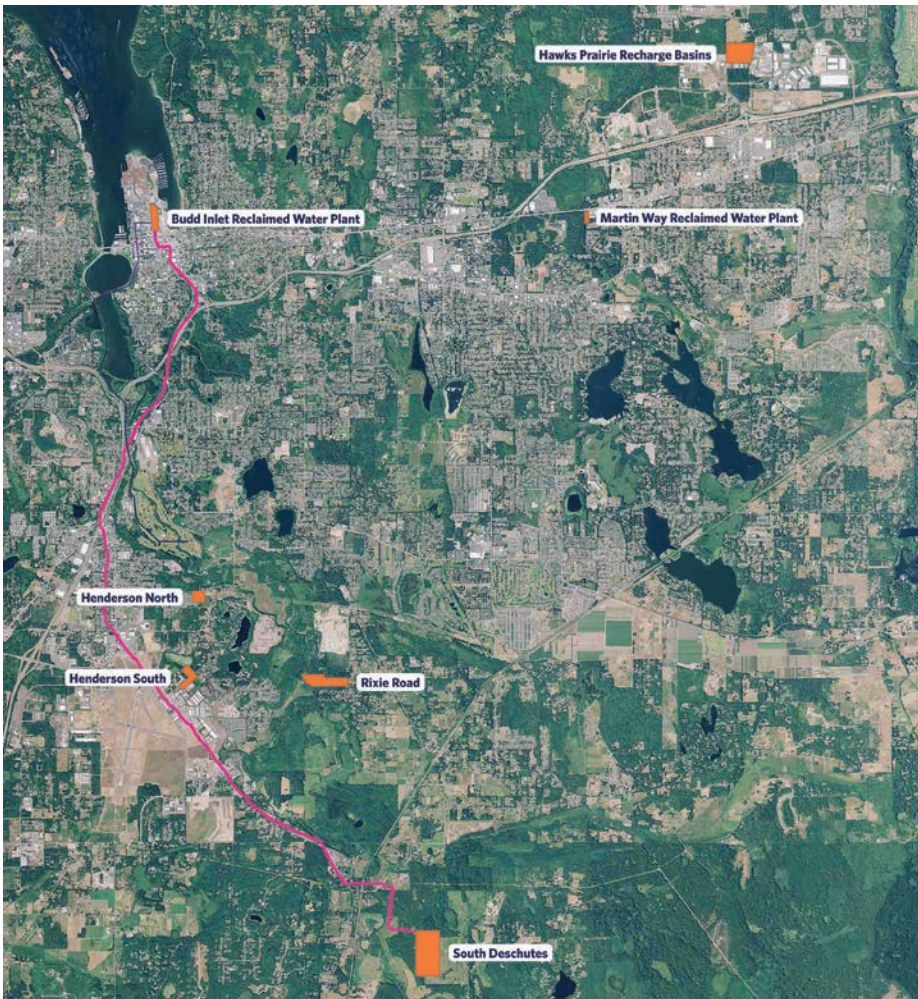 Hawks Prairie Recharge Basins
Budd Inlet Reclaimed Water Plant
Martin Way Reclaimed Water Plant
Henderson North
Henderson South
Rixie Road
South Deschutes